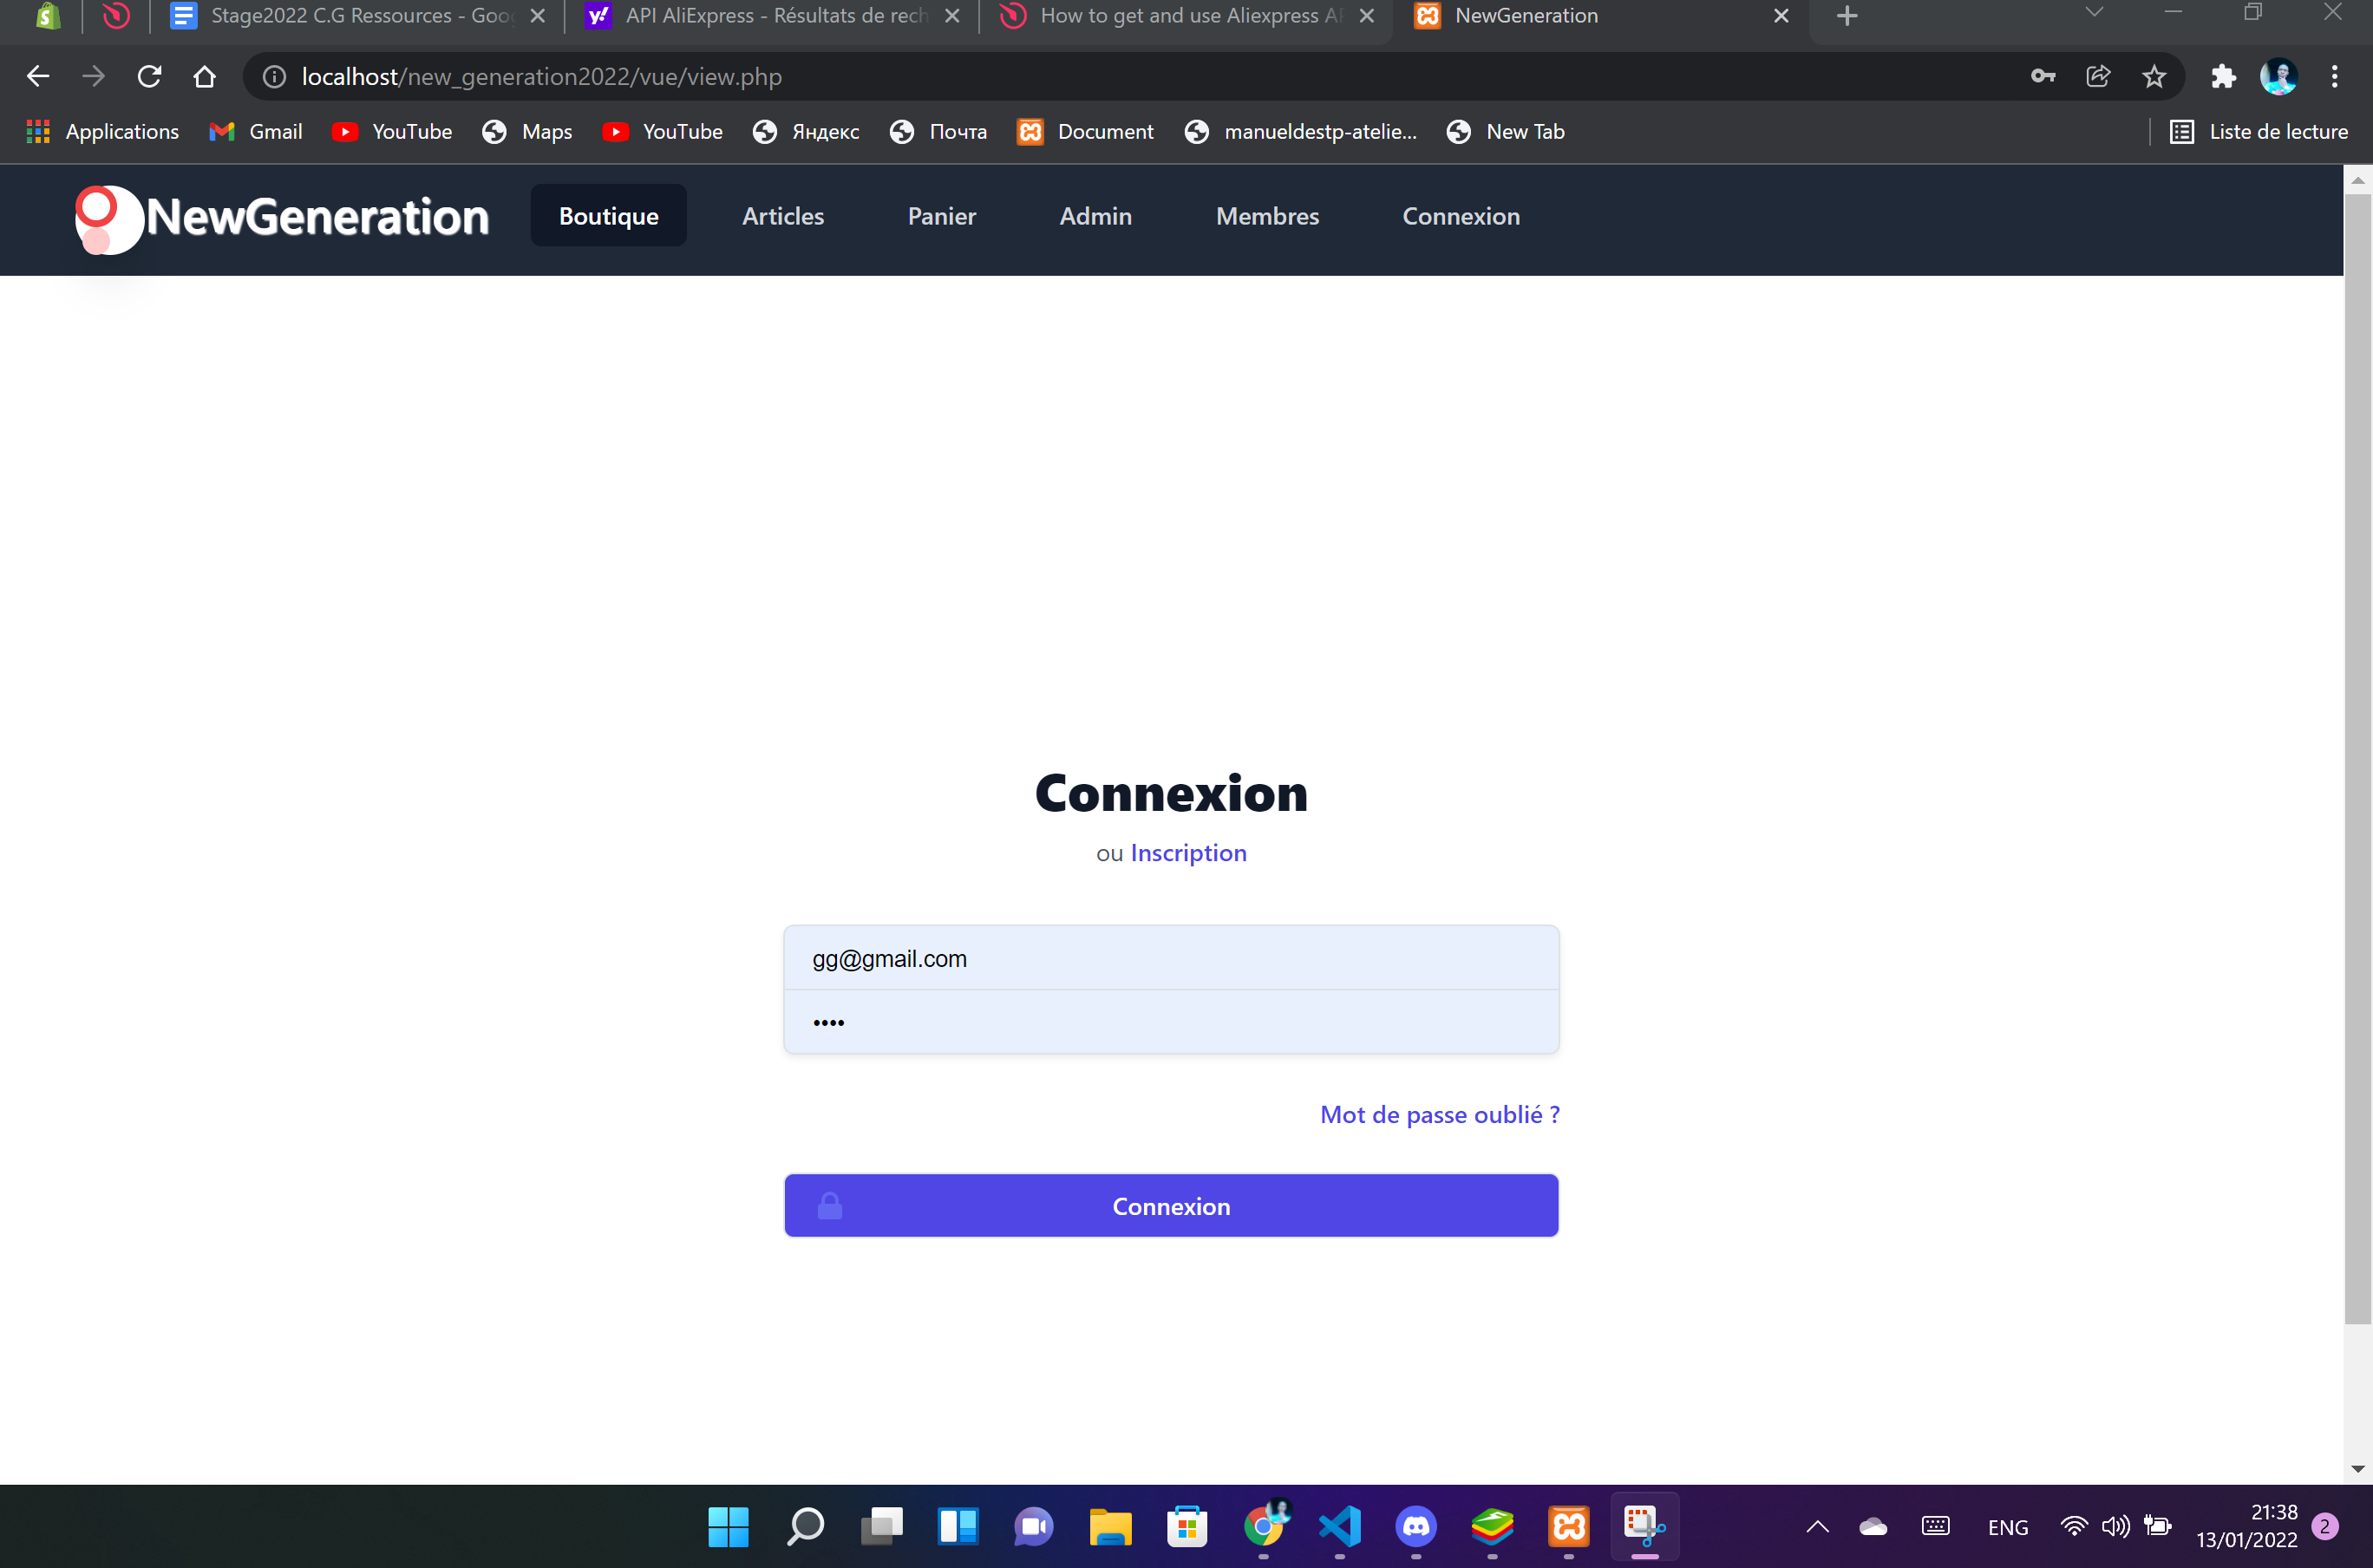 Stage2022 C.G Ressources - Goo
API AliExpress - Résultats de rech
How to get and use Aliexpress AP
NewGeneration
localhost/new_generation2022/vue/view.php
Applications
Gmail
YouTube
Maps
YouTube
Яндекс
Почта
Document
manueldestp-atelie...
New Tab
Liste de lecture
NewGeneration
Boutique
Articles
Panier
Admin
Membres
Connexion
Connexion
ou Inscription
gg@gmail.com
••••
Mot de passe oublié ?
Connexion
ENG
21:38
13/01/2022
2